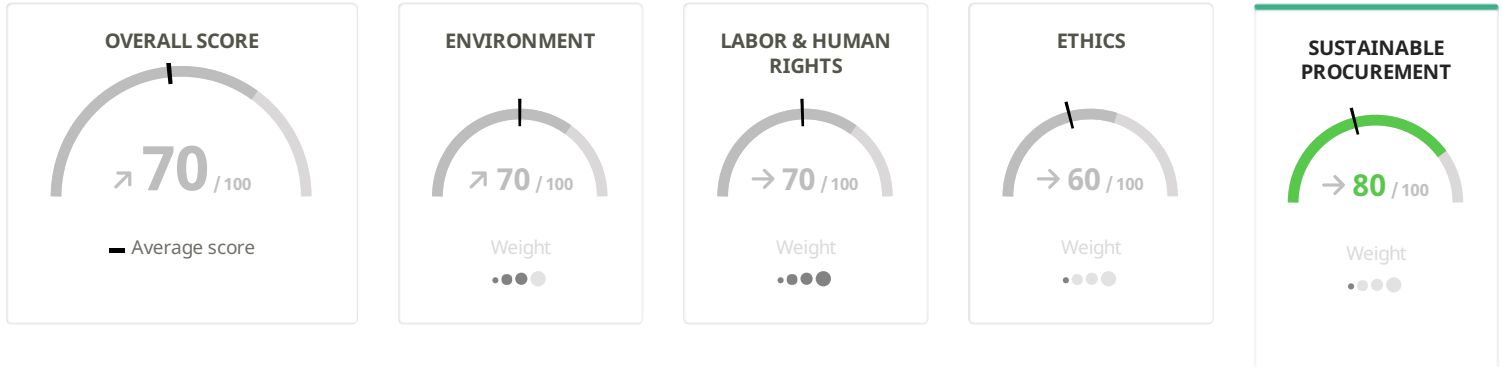 OVERALL SCORE
70 / 100
Average score
ENVIRONMENT
70 / 100
Weight
LABOR & HUMAN
RIGHTS
70 / 100
Weight
ETHICS
60 / 100
Weight
SUSTAINABLE
PROCUREMENT
80 / 100
Weight